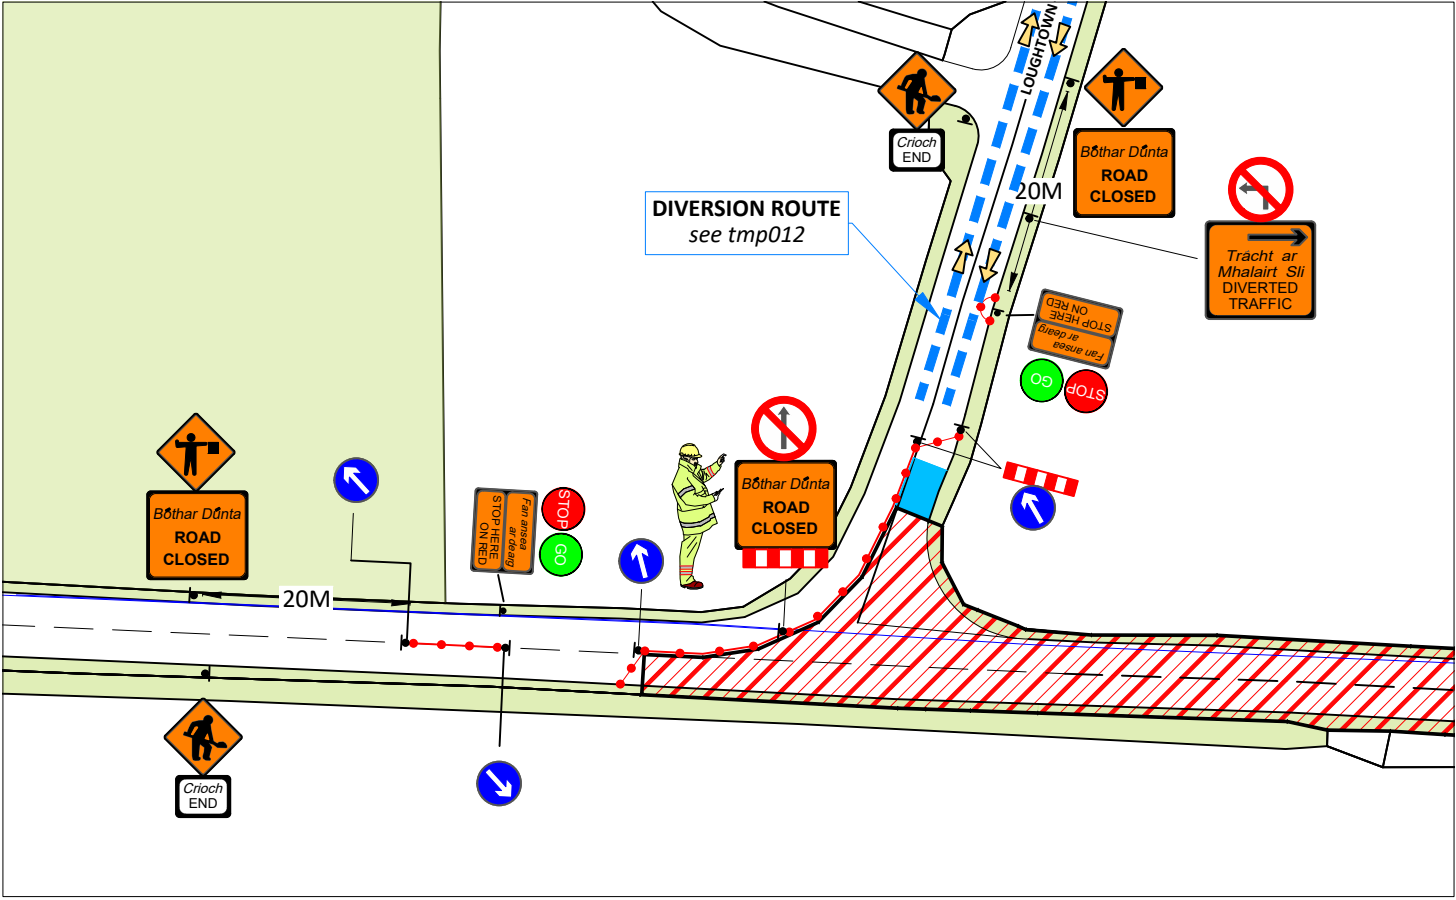 LOUGHTOWN
Críoch
END
Bóthar Dúnta
ROAD
CLOSED
20M
DIVERSION ROUTE
see tmp012
Trácht ar
Mhalairt Slí
DIVERTED
TRAFFIC
Fan ansea
ar dearg
STOP HERE
ON RED
GO
STOP
Bóthar Dúnta
ROAD
CLOSED
Bóthar Dúnta
ROAD
CLOSED
Fan ansea
ar dearg
STOP HERE
ON RED
STOP
GO
20M
Críoch
END